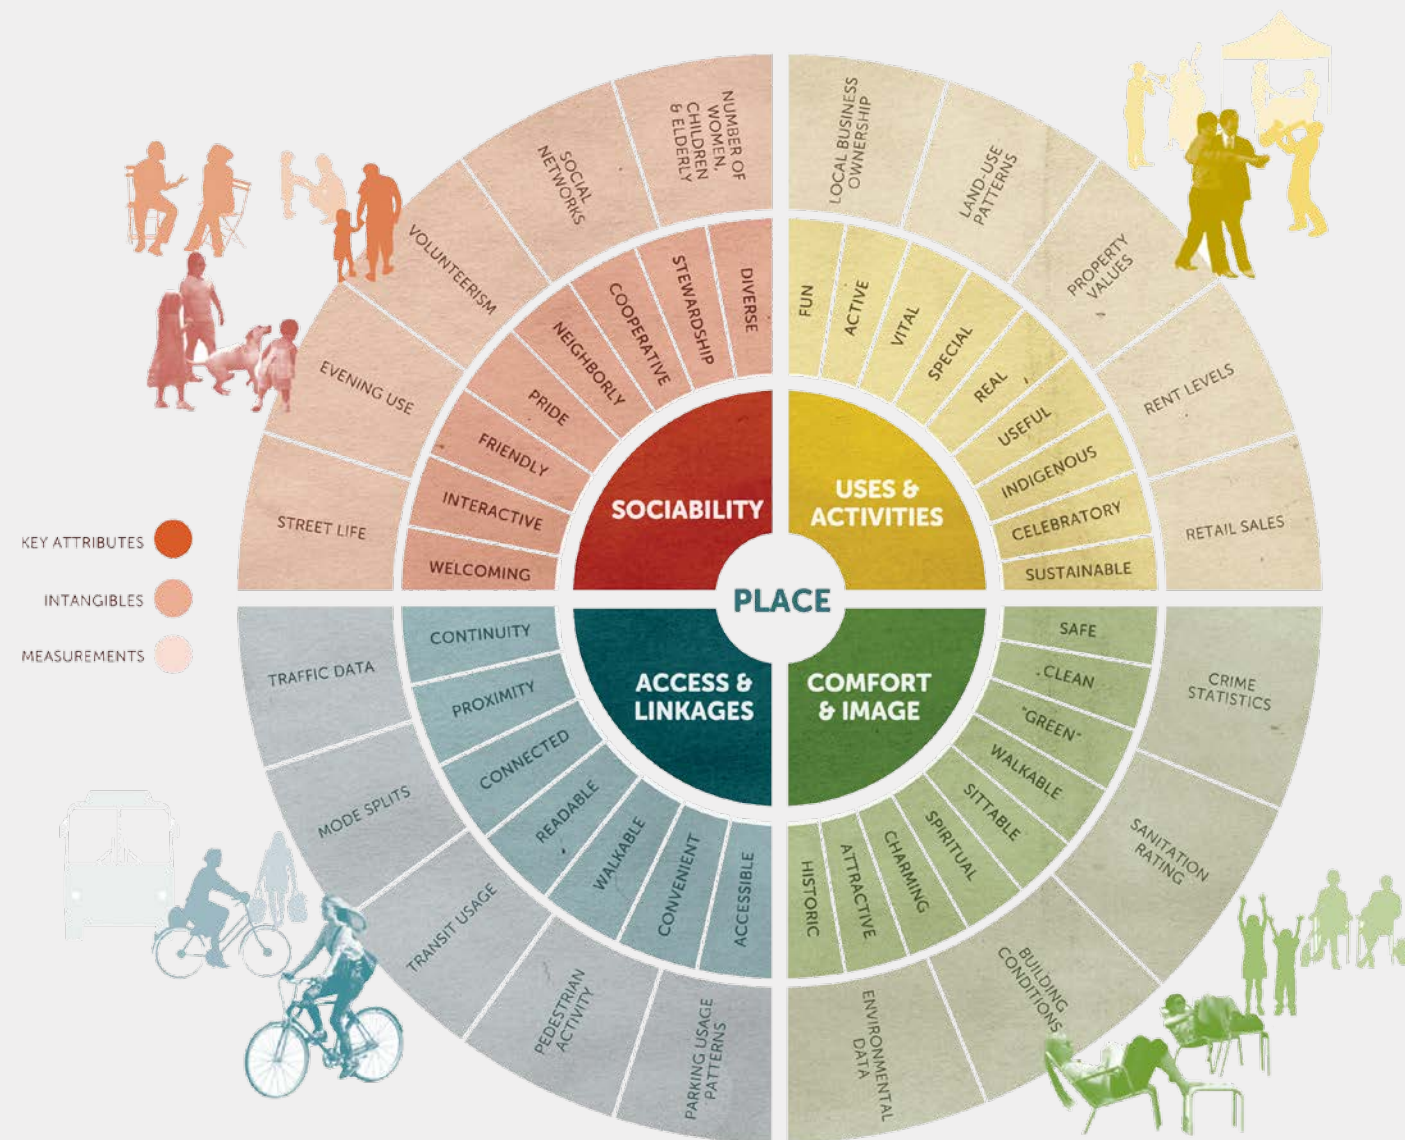 NUMBER OF
WOMEN,
CHILDREN
& ELDERLY
SOCIAL
NETWORKS
VOLUNTEERISM
EVENING USE
STREET LIFE
DIVERSE
STEWARDSHIP
COOPERATIVE
NEIGHBORLY
PRIDE
FRIENDLY
INTERACTIVE
WELCOMING
SOCIABILITY
LOCAL BUSINESS
OWNERSHIP
LAND-USE
PATTERNS
PROPERTY
VALUES
RENT LEVELS
RETAIL SALES
FUN
ACTIVE
VITAL
SPECIAL
REAL
USEFUL
INDIGENOUS
CELEBRATORY
SUSTAINABLE
USES &
ACTIVITIES
PLACE
KEY ATTRIBUTES
INTANGIBLES
MEASUREMENTS
ACCESS &
LINKAGES
CONTINUITY
PROXIMITY
CONNECTED
READABLE
WALKABLE
CONVENIENT
ACCESSIBLE
TRAFFIC DATA
MODE SPLITS
TRANSIT USAGE
PEDESTRIAN
ACTIVITY
PARKING USAGE
PATTERNS
COMFORT
& IMAGE
SAFE
CLEAN
"GREEN"
WALKABLE
SITTABLE
SPIRITUAL
CHARMING
ATTRACTIVE
HISTORIC
CRIME
STATISTICS
SANITATION
RATING
BUILDING
CONDITIONS
ENVIRONMENTAL
DATA